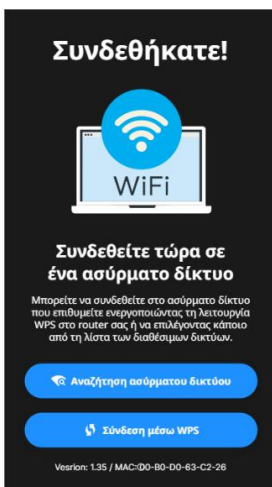 Συνδεθήκατε!
WiFi
Συνδεθείτε τώρα σε
ένα ασύρματο δίκτυο
Μπορείτε να συνδεθείτε στο ασύρματο δίκτυο
που επιθυμείτε ενεργοποιώντας τη λειτουργία
WPS στο router σας ή να επιλέγοντας κάποιο
από τη λίστα των διαθέσιμων δικτύων.
Αναζήτηση ασύρματου δικτύου
Σύνδεση μέσω WPS
Vesrion: 1.35 / MAC:D0-B0-D0-63-C2-26